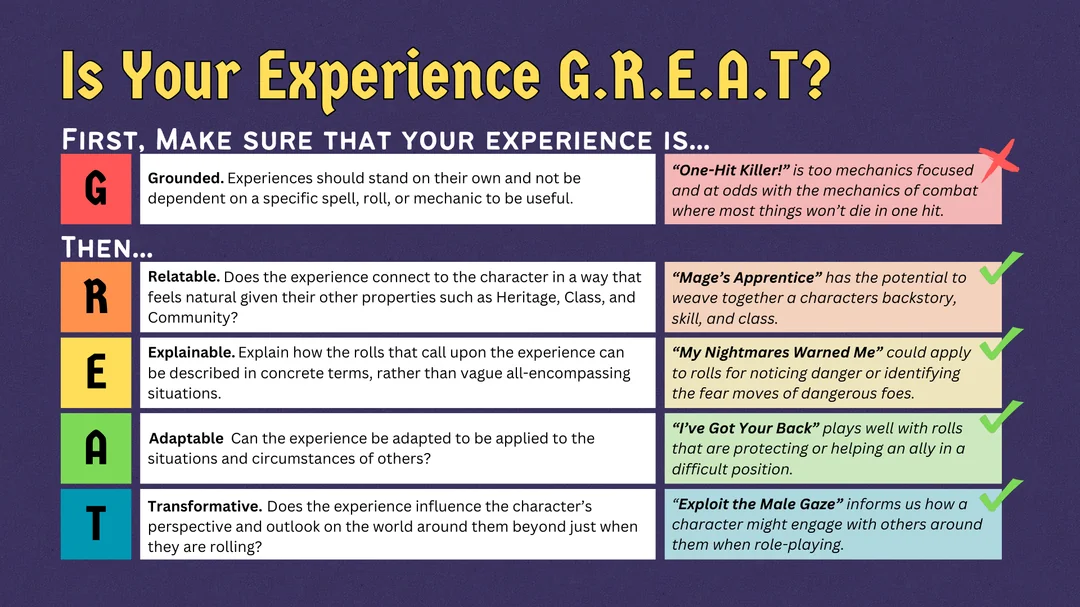 Is Your Experience G.R.E.A.T?
First, Make sure that your experience is...
G
Grounded. Experiences should stand on their own and not be
dependent on a specific spell, roll, or mechanic to be useful.
“One-Hit Killer!” is too mechanics focused
and at odds with the mechanics of combat
where most things won’t die in one hit.
Then...
R
Relatable. Does the experience connect to the character in a way that
feels natural given their other properties such as Heritage, Class, and
Community?
“Mage’s Apprentice” has the potential to
weave together a characters backstory,
skill, and class.
E
Explainable. Explain how the rolls that call upon the experience can
be described in concrete terms, rather than vague all-encompassing
situations.
“My Nightmares Warned Me” could apply
to rolls for noticing danger or identifying
the fear moves of dangerous foes.
A
Adaptable Can the experience be adapted to be applied to the
situations and circumstances of others?
“I’ve Got Your Back” plays well with rolls
that are protecting or helping an ally in a
difficult position.
T
Transformative. Does the experience influence the character’s
perspective and outlook on the world around them beyond just when
they are rolling?
“Exploit the Male Gaze” informs us how a
character might engage with others around
them when role-playing.